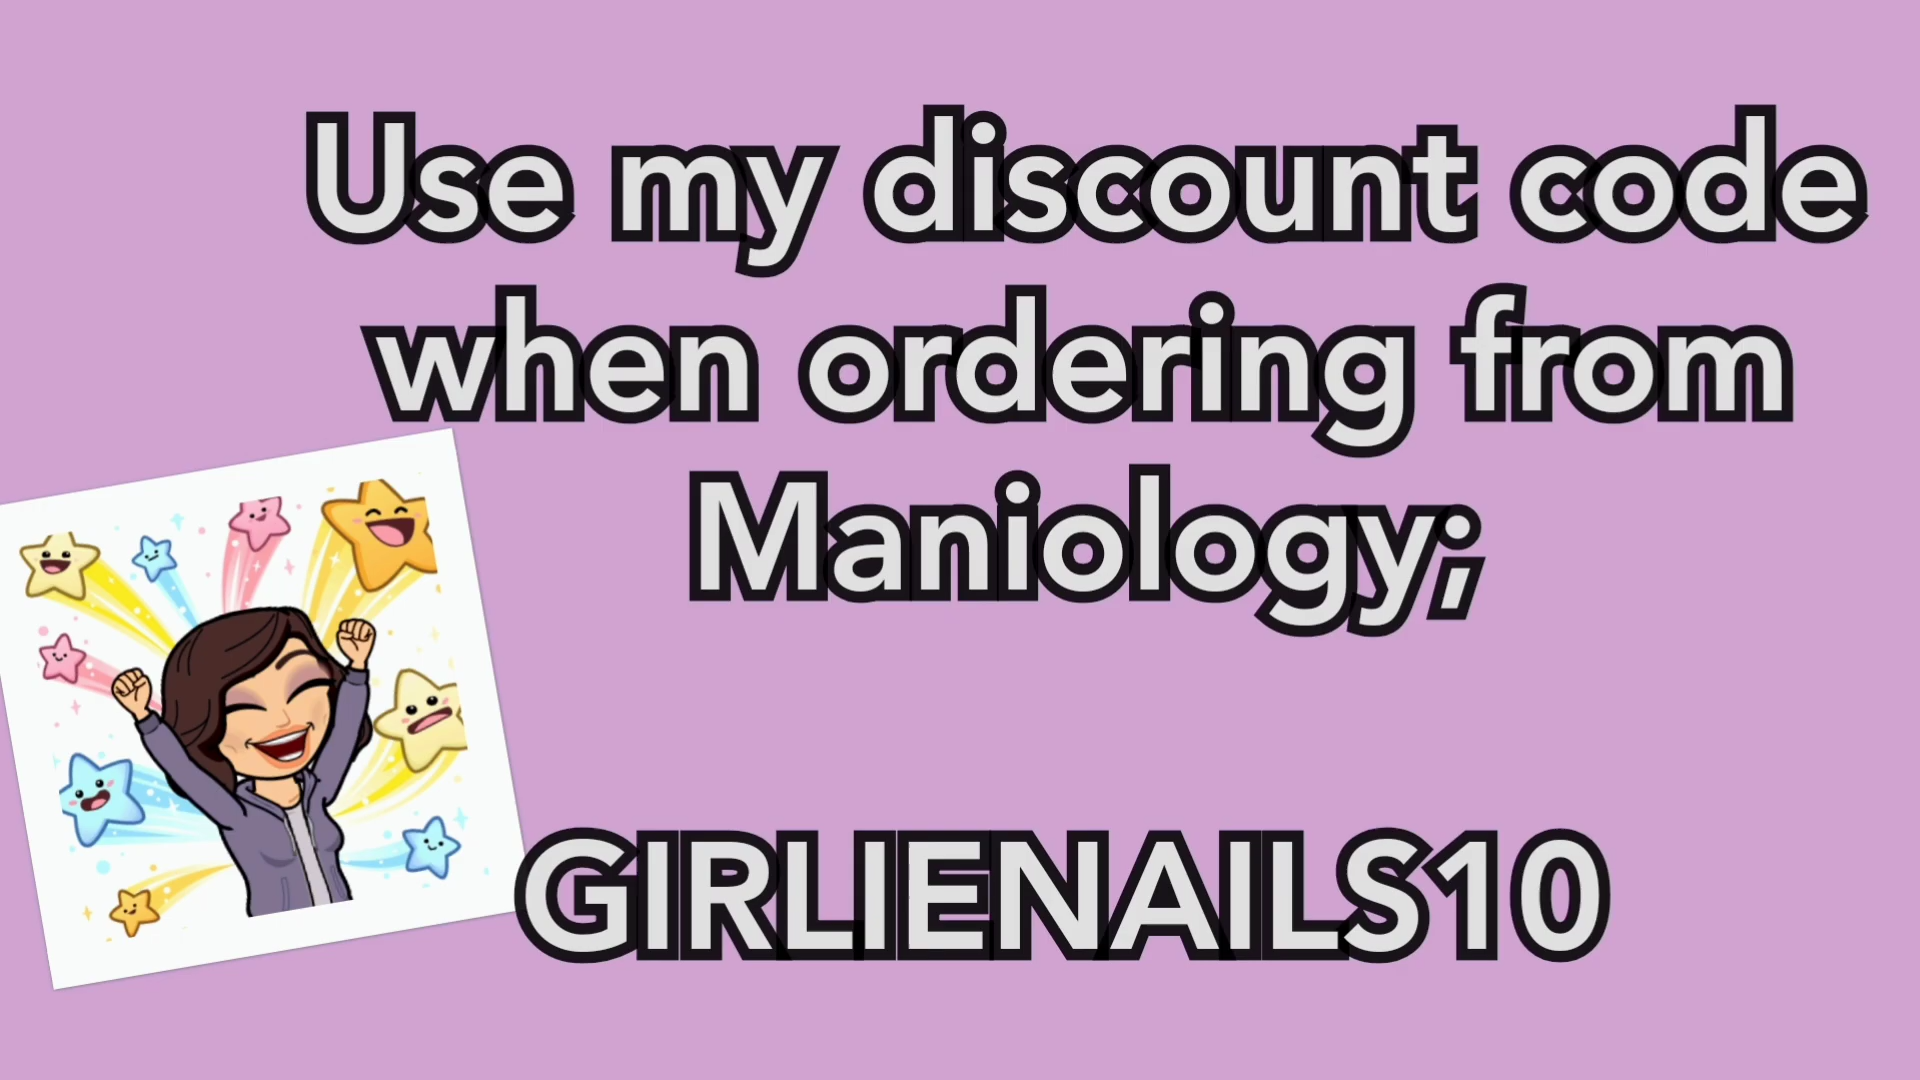 Use my discount code
when ordering from
Maniology;
GIRLIENAILS10